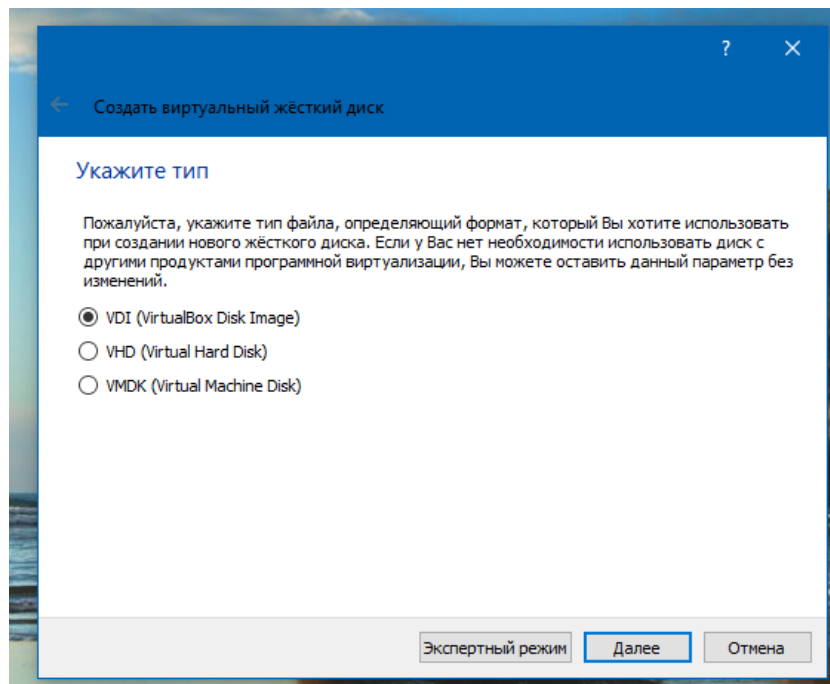 ?
Создать виртуальный жёсткий диск
Укажите тип
Пожалуйста, укажите тип файла, определяющий формат, который Вы хотите использовать
при создании нового жёсткого диска. Если у Вас нет необходимости использовать диск с
другими продуктами программной виртуализации, Вы можете оставить данный параметр без
изменений.
VDI (VirtualBox Disk Image)
VHD (Virtual Hard Disk)
VMDK (Virtual Machine Disk)
Экспертный режим Далее Отмена